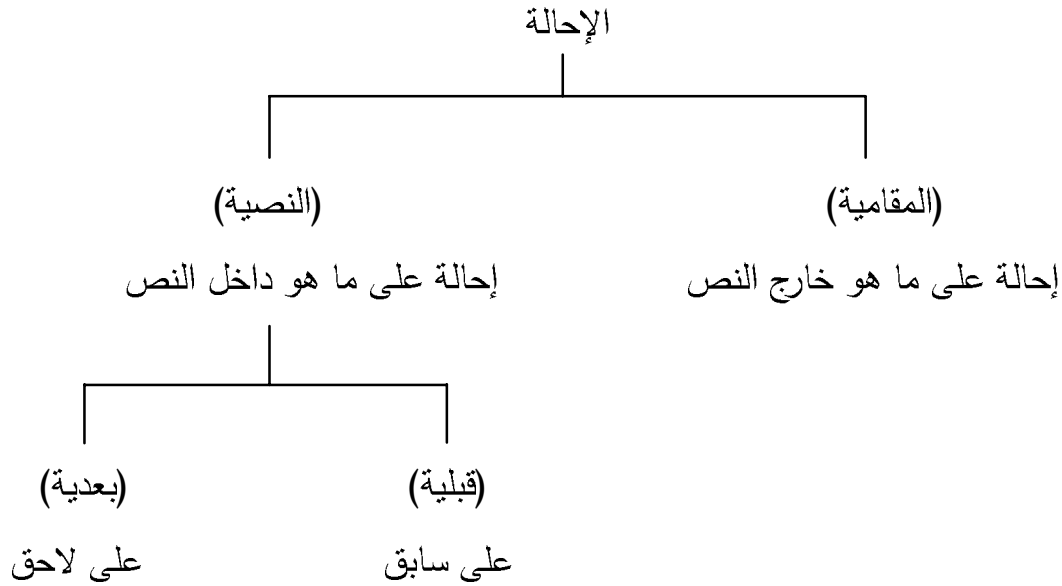 الإحالة
(المقامية)
(النصية)
إحالة على ما هو خارج النص
إحالة على ما هو داخل النص
(قبلية)
(بعدية)
على سابق
على لاحق